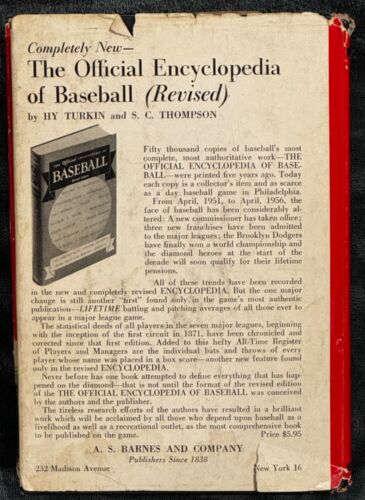 Completely New—
The Official Encyclopedia
of Baseball (Revised)
by HY TURKIN and S. C. THOMPSON
BASEBALL
Fifty thousand copies of baseball's most
complete, most authoritative work—THE
OFFICIAL ENCYCLOPEDIA OF BASE-
BALL—were printed five years ago. Today
each copy is a collector's item and as scarce
as a day baseball game in Philadelphia.
From April, 1951, to April, 1956, the
face of baseball has been considerably al-
tered: A new commissioner has taken office;
three new franchises have been admitted
to the major leagues; the Brooklyn Dodgers
have finally won a world championship and
the diamond heroes at the start of the
decade will soon qualify for their lifetime
pensions.
All of these trends have been recorded
in the new and completely revised ENCYCLOPEDIA. But the one major
change is still another "first" found only in the game's most authentic
publication—LIFETIME batting and pitching averages of all those ever to
appear in a major league game.
The statistical deeds of all players in the seven major leagues, beginning
with the inception of the first circuit in 1871, have been chronicled and
corected since that first edition. Added to this hefty All-Time Register
of Players and Managers are the individual bats and throws of every
player whose name was placed in a box score—another new feature found
only in the revised ENCYCLOPEDIA.
Never before has one book attempted to define everything that has hap-
pened on the diamond—that is not until the format of the revised edition
of THE OFFICIAL ENCYCLOPEDIA OF BASEBALL was conceived
by the authors and the publisher.
The tireless research efforts of the authors have resulted in a brilliant
work which will be acclaimed by all those who depend upon baseball as a
livelihood as well as a recreational outlet, as the most comprehensive book
to be published on the game.
Price $5.95
A. S. BARNES AND COMPANY
Publishers Since 1838
232 Madison Avenue
New York 16